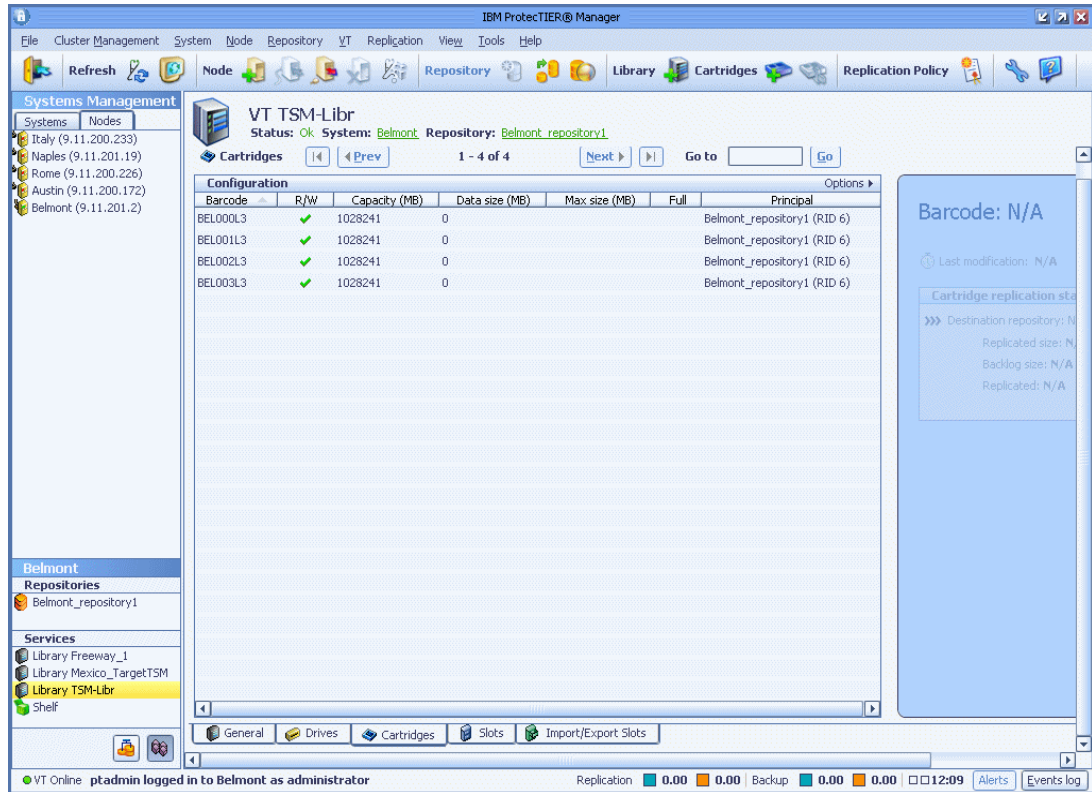 IBM ProtecTIER® Manager
File Cluster Management System Node Repository VT Replication View Tools Help
Refresh Node Repository Library Cartridges Replication Policy
Systems Management
Systems Nodes
Italy (9.11.200.233)
Naples (9.11.201.19)
Rome (9.11.200.226)
Austin (9.11.200.172)
Belmont (9.11.201.2)
VT TSM-Libr
Status: Ok System: Belmont Repository: Belmont_repository1
Cartridges Prev 1 - 4 of 4 Next Go to Go
Configuration Options
Barcode R/W Capacity (MB) Data size (MB) Max size (MB) Full Principal
BEL000L3 1028241 0 Belmont_repository1 (RID 6)
BEL001L3 1028241 0 Belmont_repository1 (RID 6)
BEL002L3 1028241 0 Belmont_repository1 (RID 6)
BEL003L3 1028241 0 Belmont_repository1 (RID 6)
Barcode: N/A
Last modification: N/A
Cartridge replication sta
Destination repository: N
Replicated size: N
Backlog size: N/A
Replicated: N/A
Belmont
Repositories
Belmont_repository1
Services
Library Freeway_1
Library Mexico_TargetTSM
Library TSM-Libr
Shelf
General Drives Cartridges Slots Import/Export Slots
VT Online ptadmin logged in to Belmont as administrator Replication 0.00 0.00 Backup 0.00 0.00 12:09 Alerts Events log